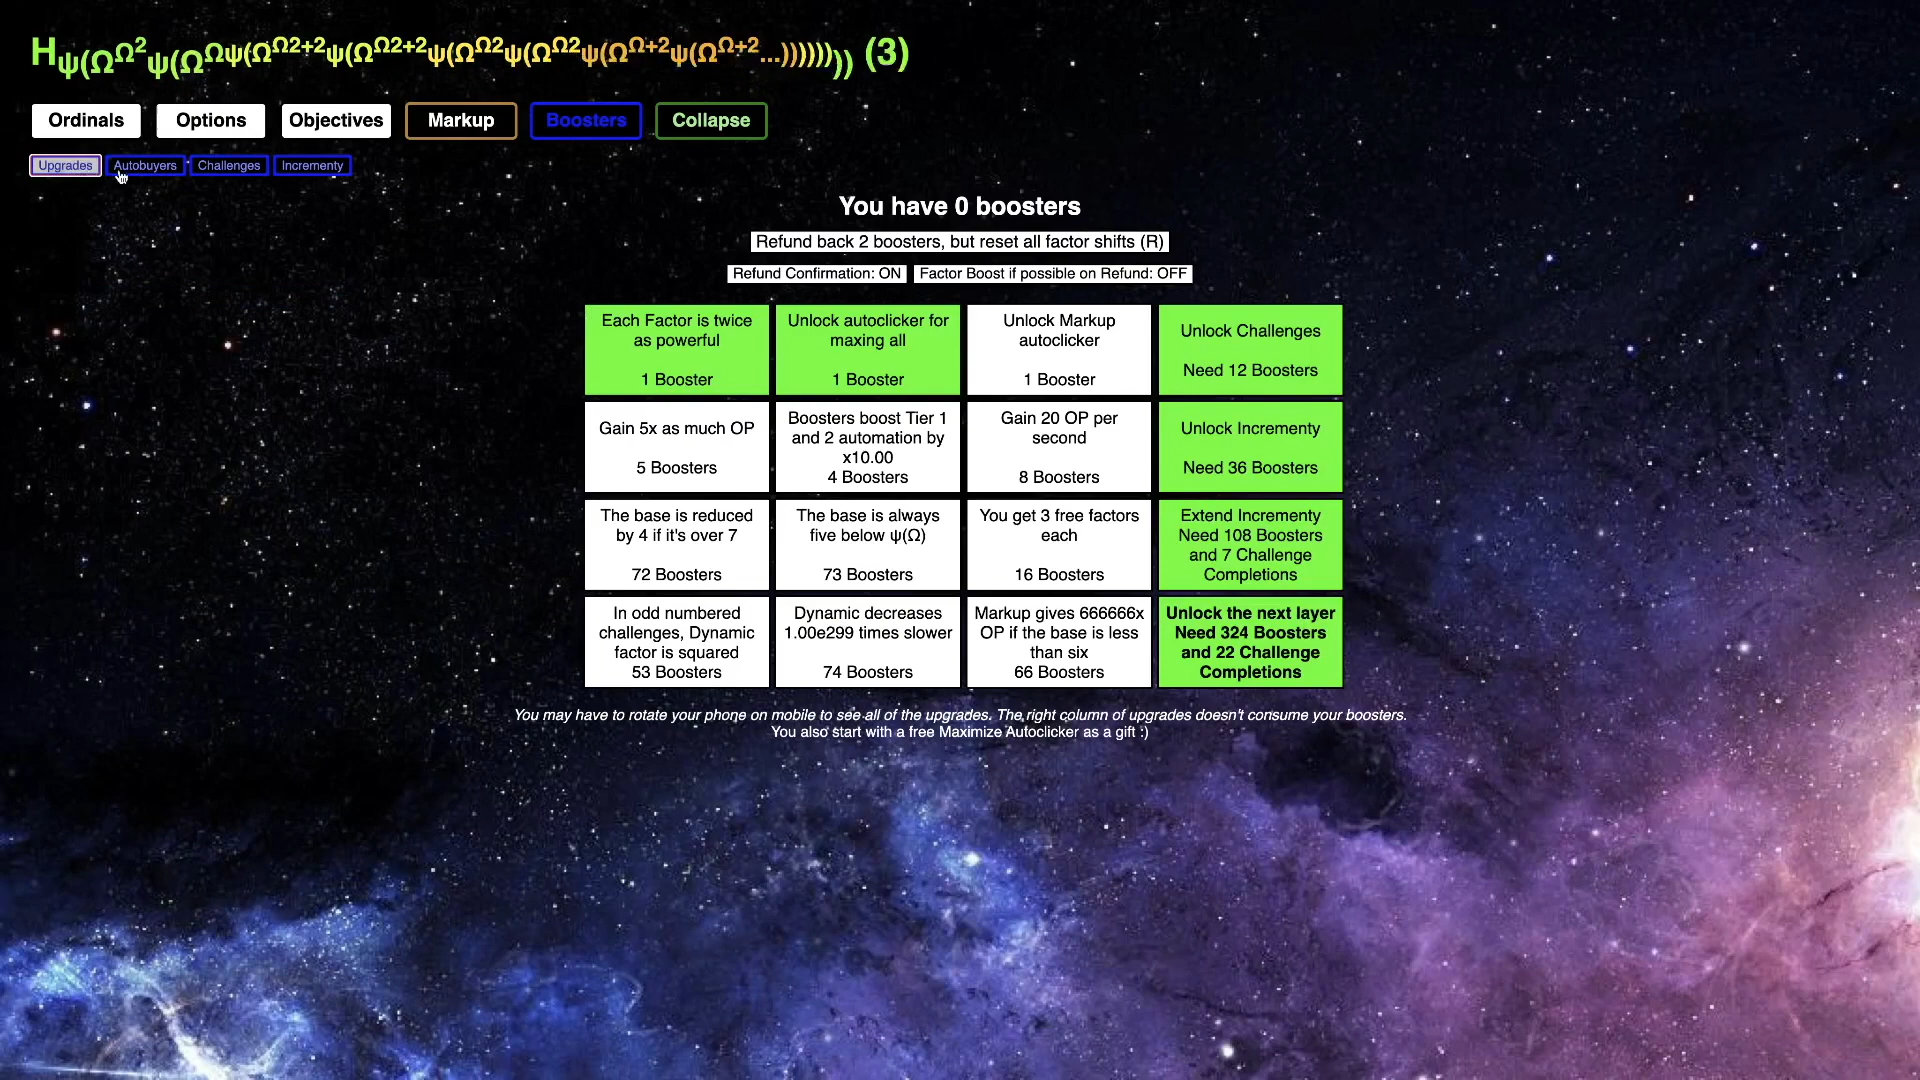 Hψ(Ω^Ω^2ψ(Ω^Ωψ(Ω^Ω2+2ψ(Ω^Ω2+2ψ(Ω^Ω2ψ(Ω^Ω2ψ(Ω^Ω+2ψ(Ω^Ω+2...)))))))) (3)
Ordinals Options Objectives Markup Boosters Collapse
Upgrades Autobuyers Challenges Incrementy
You have 0 boosters
Refund back 2 boosters, but reset all factor shifts (R)
Refund Confirmation: ON Factor Boost if possible on Refund: OFF
Each Factor is twice
as powerful
1 Booster
Unlock autoclicker for
maxing all
1 Booster
Unlock Markup
autoclicker
1 Booster
Unlock Challenges
Need 12 Boosters
Gain 5x as much OP
5 Boosters
Boosters boost Tier 1
and 2 automation by
x10.00
4 Boosters
Gain 20 OP per
second
8 Boosters
Unlock Incrementy
Need 36 Boosters
The base is reduced
by 4 if it's over 7
72 Boosters
The base is always
five below ψ(Ω)
73 Boosters
You get 3 free factors
each
16 Boosters
Extend Incrementy
Need 108 Boosters
and 7 Challenge
Completions
In odd numbered
challenges, Dynamic
factor is squared
53 Boosters
Dynamic decreases
1.00e299 times slower
74 Boosters
Markup gives 666666x
OP if the base is less
than six
66 Boosters
Unlock the next layer
Need 324 Boosters
and 22 Challenge
Completions
You may have to rotate your phone on mobile to see all of the upgrades. The right column of upgrades doesn't consume your boosters.
You also start with a free Maximize Autoclicker as a gift :)